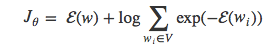 J_θ = ℰ(w) + log ∑_{w_i∈V} exp(−ℰ(w_i))